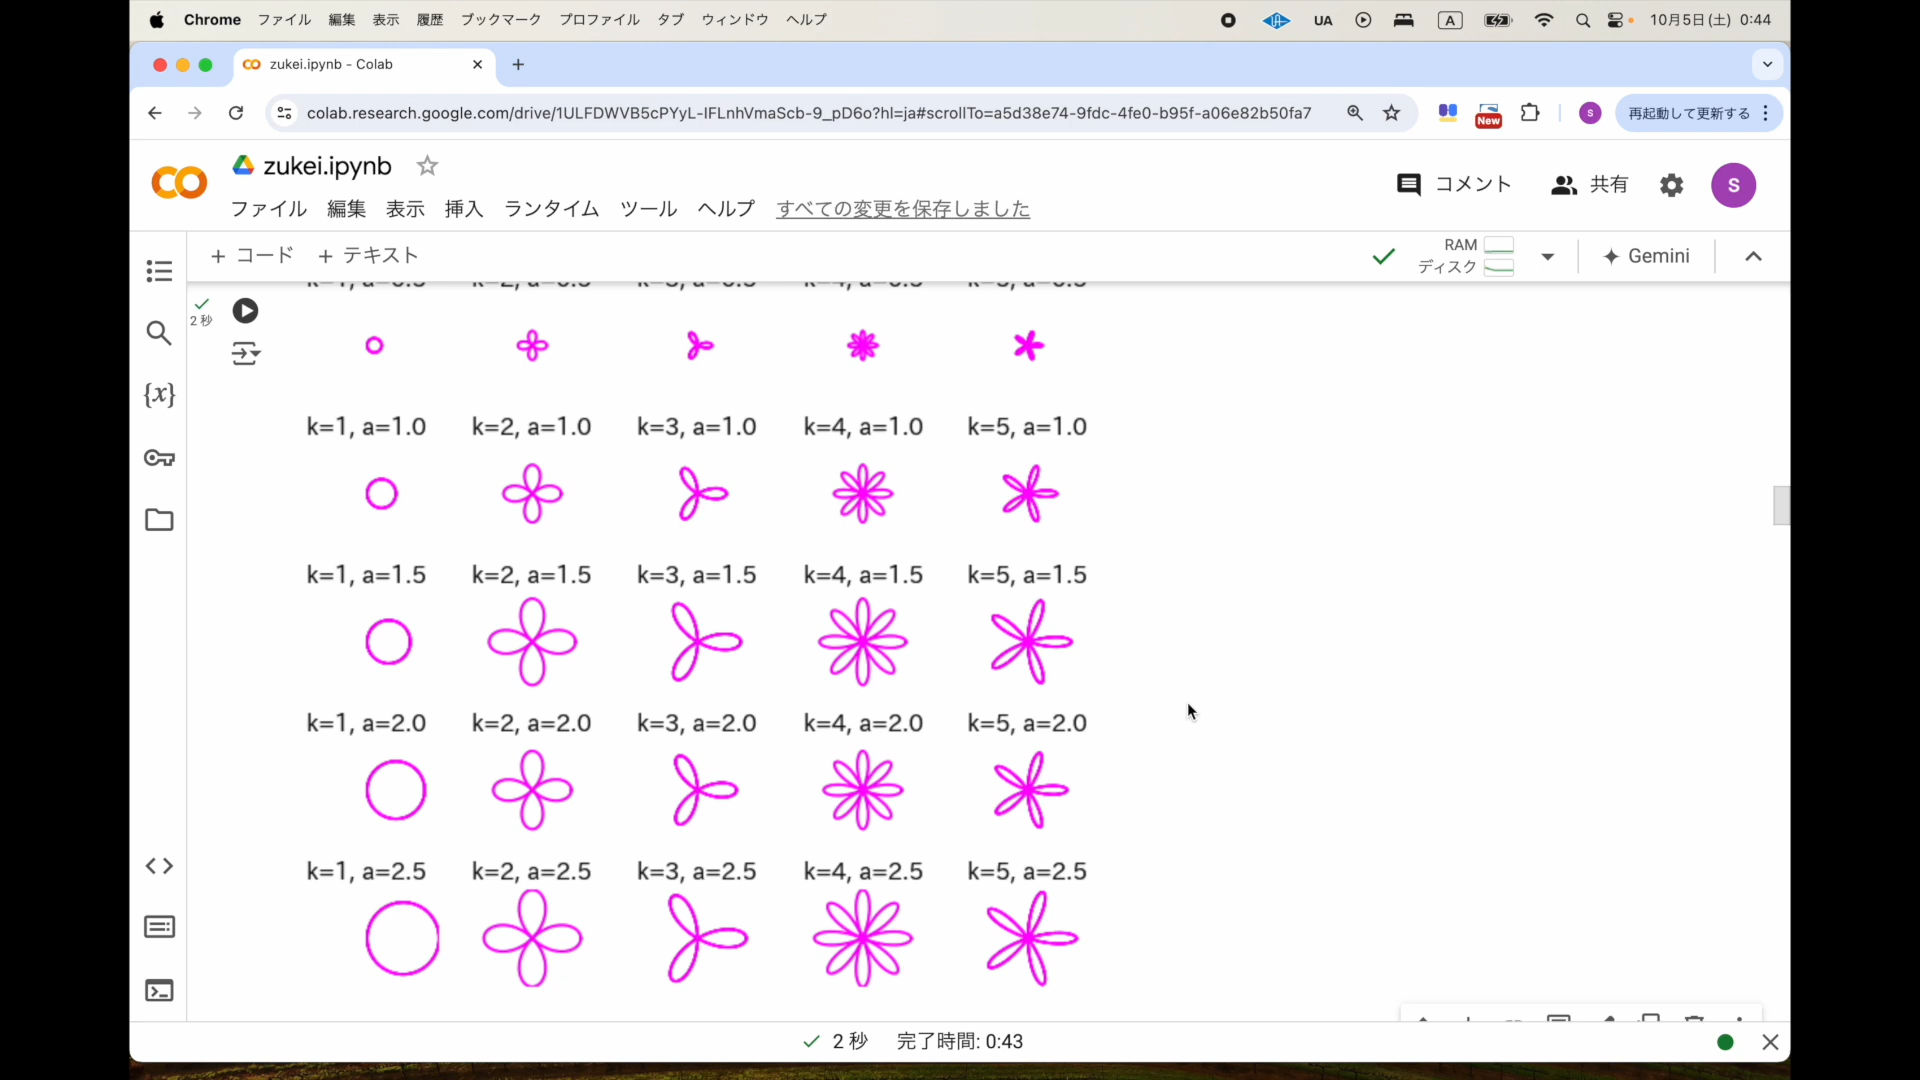 Chrome ファイル 編集 表示 履歴 ブックマーク プロファイル タブ ウィンドウ ヘルプ UA A 10月5日(土) 0:44
zukei.ipynb - Colab
colab.research.google.com/drive/1ULFDWVB5cPYyL-IFLnhVmaScb-9_pD6o?hl=ja#scrollTo=a5d38e74-9fdc-4fe0-b95f-a06e82b50fa7 New S 再起動して更新する
zukei.ipynb
コメント 共有 S
ファイル 編集 表示 挿入 ランタイム ツール ヘルプ すべての変更を保存しました
+ コード + テキスト RAM ディスク Gemini
2 秒
{x}
k=1, a=1.0 k=2, a=1.0 k=3, a=1.0 k=4, a=1.0 k=5, a=1.0
k=1, a=1.5 k=2, a=1.5 k=3, a=1.5 k=4, a=1.5 k=5, a=1.5
k=1, a=2.0 k=2, a=2.0 k=3, a=2.0 k=4, a=2.0 k=5, a=2.0
k=1, a=2.5 k=2, a=2.5 k=3, a=2.5 k=4, a=2.5 k=5, a=2.5
2 秒 完了時間: 0:43